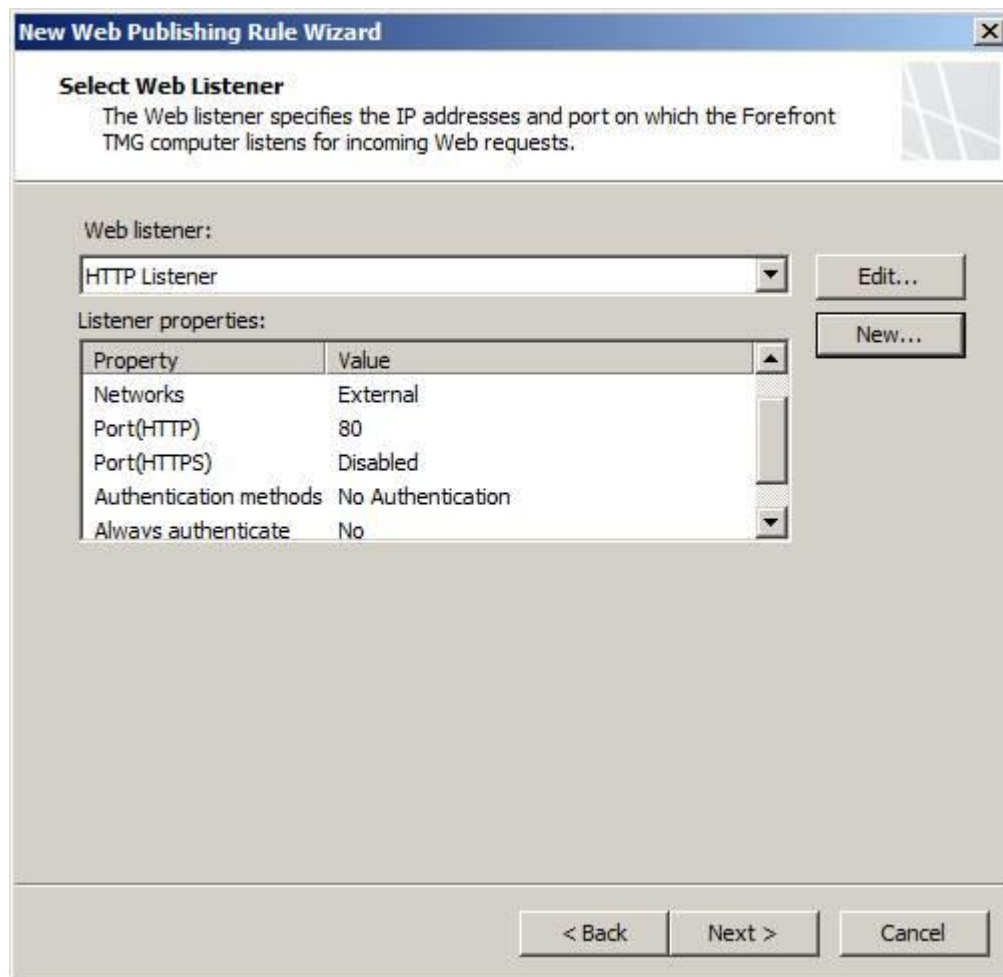 New Web Publishing Rule Wizard
Select Web Listener
The Web listener specifies the IP addresses and port on which the Forefront
TMG computer listens for incoming Web requests.
Web listener:
HTTP Listener
Edit...
Listener properties:
New...
Property Value
Networks External
Port(HTTP) 80
Port(HTTPS) Disabled
Authentication methods No Authentication
Always authenticate No
< Back Next > Cancel